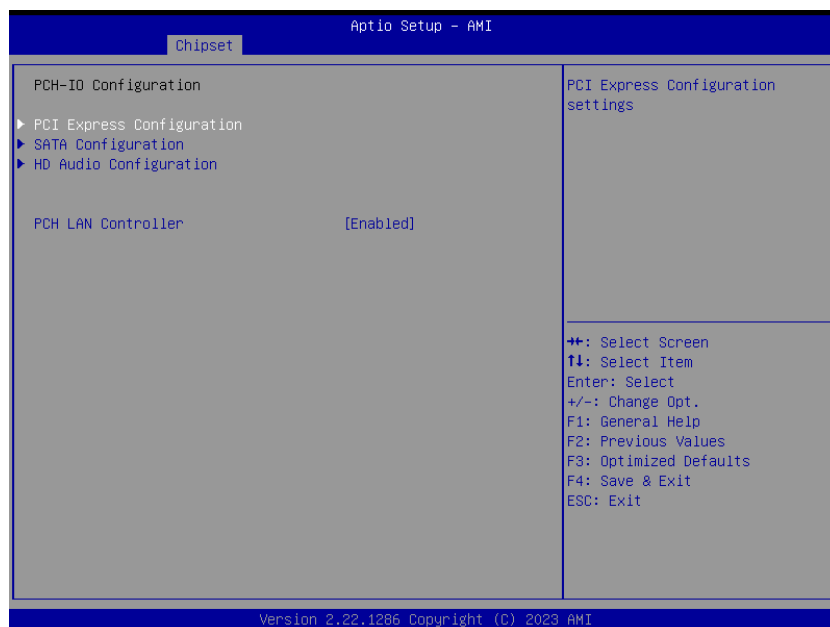 Aptio Setup – AMI
Chipset
PCH-IO Configuration
PCI Express Configuration
SATA Configuration
HD Audio Configuration
PCH LAN Controller [Enabled]
PCI Express Configuration
settings
→←: Select Screen
↑↓: Select Item
Enter: Select
+/-: Change Opt.
F1: General Help
F2: Previous Values
F3: Optimized Defaults
F4: Save & Exit
ESC: Exit
Version 2.22.1286 Copyright (C) 2023 AMI